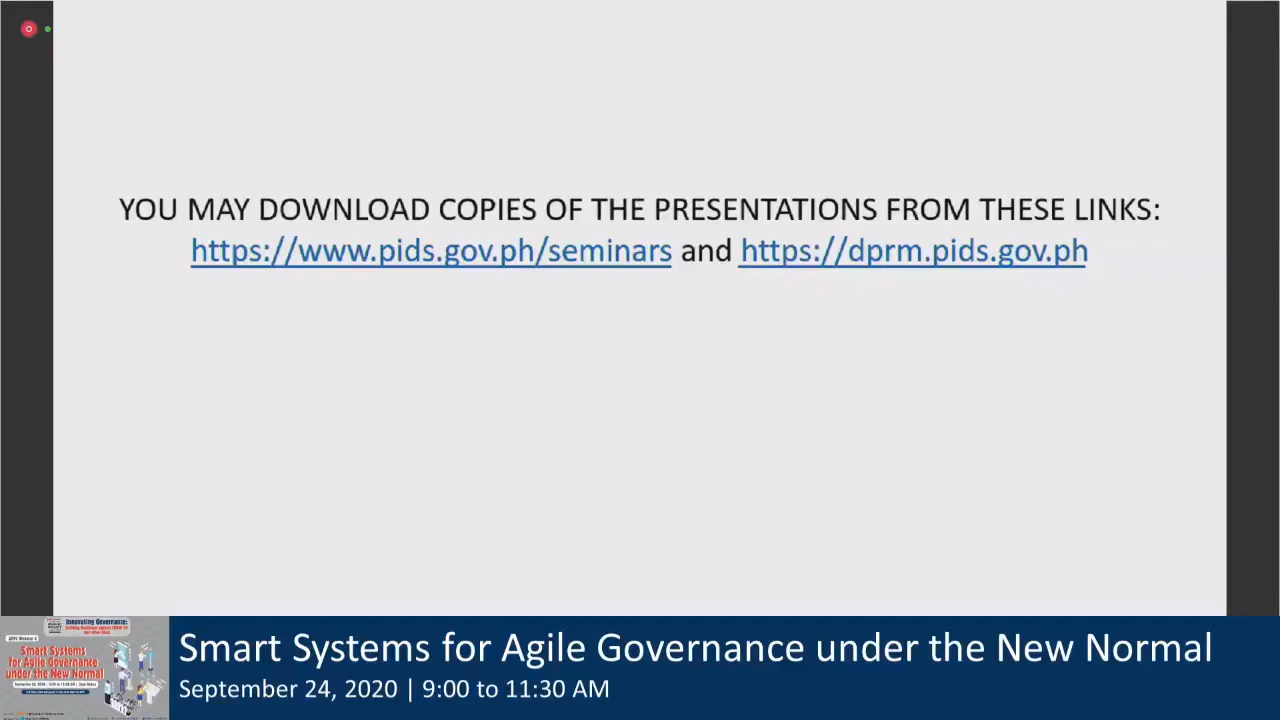 YOU MAY DOWNLOAD COPIES OF THE PRESENTATIONS FROM THESE LINKS:
https://www.pids.gov.ph/seminars and https://dprm.pids.gov.ph
Innovating Governance:
Smart Systems
for Agile Governance
under the New Normal
Smart Systems for Agile Governance under the New Normal
September 24, 2020 | 9:00 to 11:30 AM